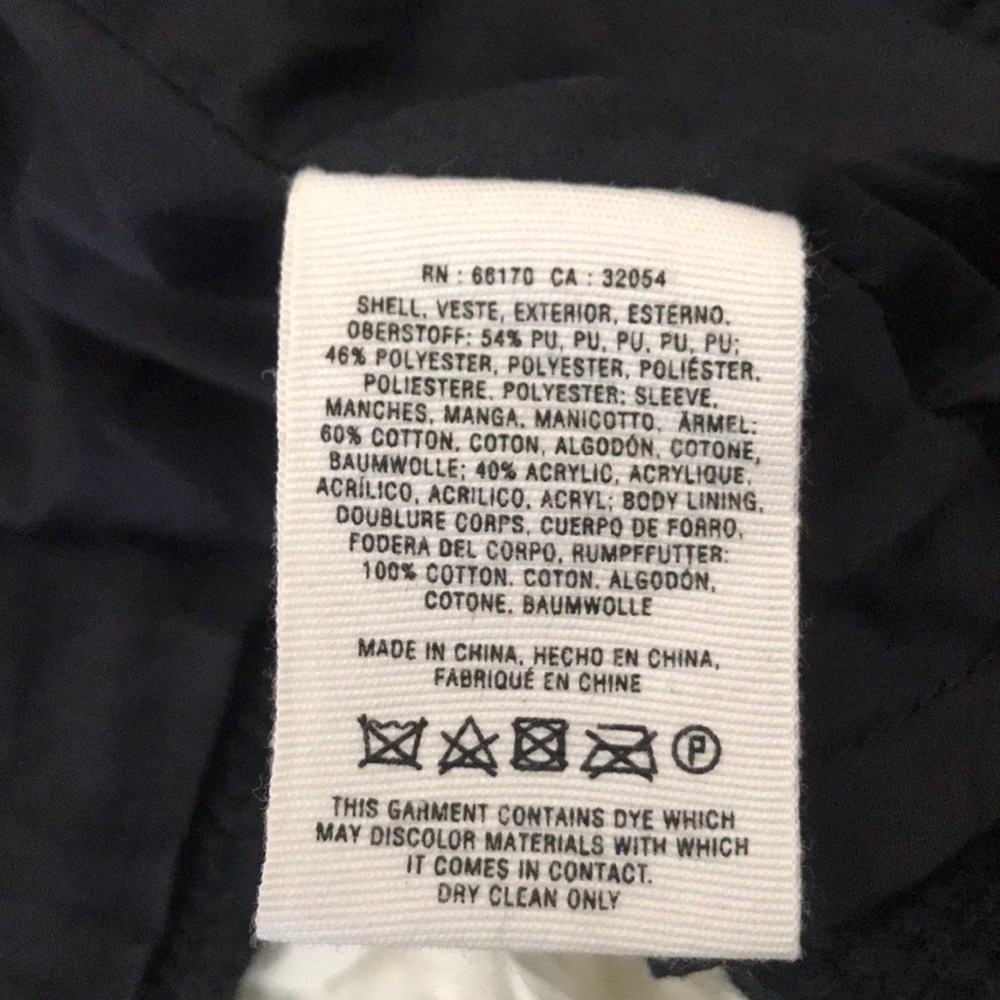 RN : 66170 CA : 32054
SHELL, VESTE, EXTERIOR, ESTERNO,
OBERSTOFF: 54% PU, PU, PU, PU, PU;
46% POLYESTER, POLYESTER, POLIÉSTER,
POLIESTERE, POLYESTER; SLEEVE,
MANCHES, MANGA, MANICOTTO, ÄRMEL:
60% COTTON, COTON, ALGODÓN, COTONE,
BAUMWOLLE; 40% ACRYLIC, ACRYLIQUE,
ACRÍLICO, ACRILICO, ACRYL; BODY LINING,
DOUBLURE CORPS, CUERPO DE FORRO,
FODERA DEL CORPO, RUMPFFUTTER:
100% COTTON, COTON, ALGODÓN,
COTONE, BAUMWOLLE
MADE IN CHINA, HECHO EN CHINA,
FABRIQUÉ EN CHINE
P
THIS GARMENT CONTAINS DYE WHICH
MAY DISCOLOR MATERIALS WITH WHICH
IT COMES IN CONTACT.
DRY CLEAN ONLY